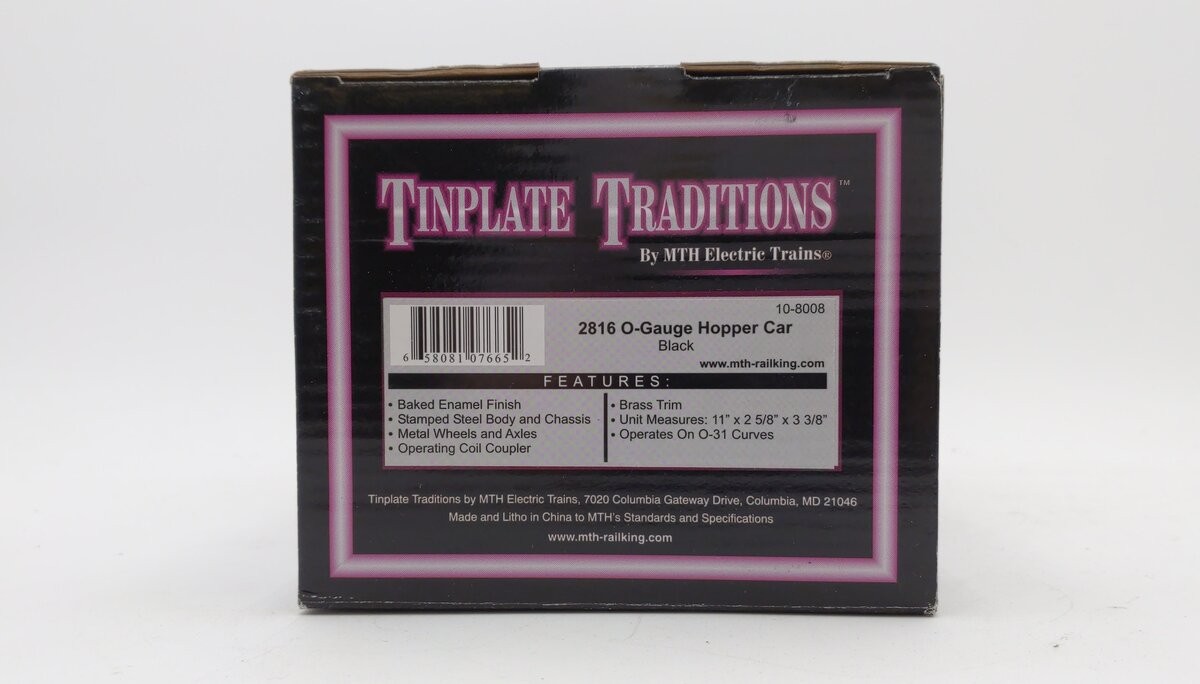 TINPLATE TRADITIONS™
By MTH Electric Trains®
10-8008
2816 O-Gauge Hopper Car
Black
www.mth-railking.com
6 58081 07665 2
FEATURES:
• Baked Enamel Finish
• Stamped Steel Body and Chassis
• Metal Wheels and Axles
• Operating Coil Coupler
• Brass Trim
• Unit Measures: 11” x 2 5/8” x 3 3/8”
• Operates On O-31 Curves
Tinplate Traditions by MTH Electric Trains, 7020 Columbia Gateway Drive, Columbia, MD 21046
Made and Litho in China to MTH's Standards and Specifications
www.mth-railking.com